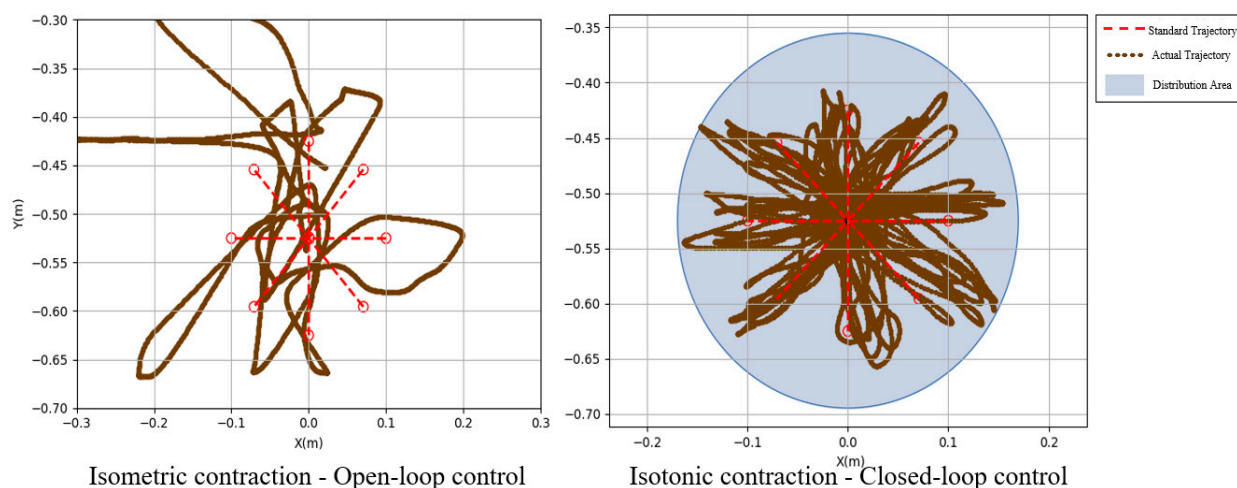 −0.30
−0.35
−0.40
−0.45
−0.50
−0.55
−0.60
−0.65
−0.70
Y(m)
−0.3 −0.2 −0.1 0.0 0.1 0.2 0.3
X(m)
Isometric contraction - Open-loop control
−0.35
−0.40
−0.45
−0.50
−0.55
−0.60
−0.65
−0.70
−0.2 −0.1 0.0 0.1 0.2
X(m)
Isotonic contraction - Closed-loop control
Standard Trajectory
Actual Trajectory
Distribution Area